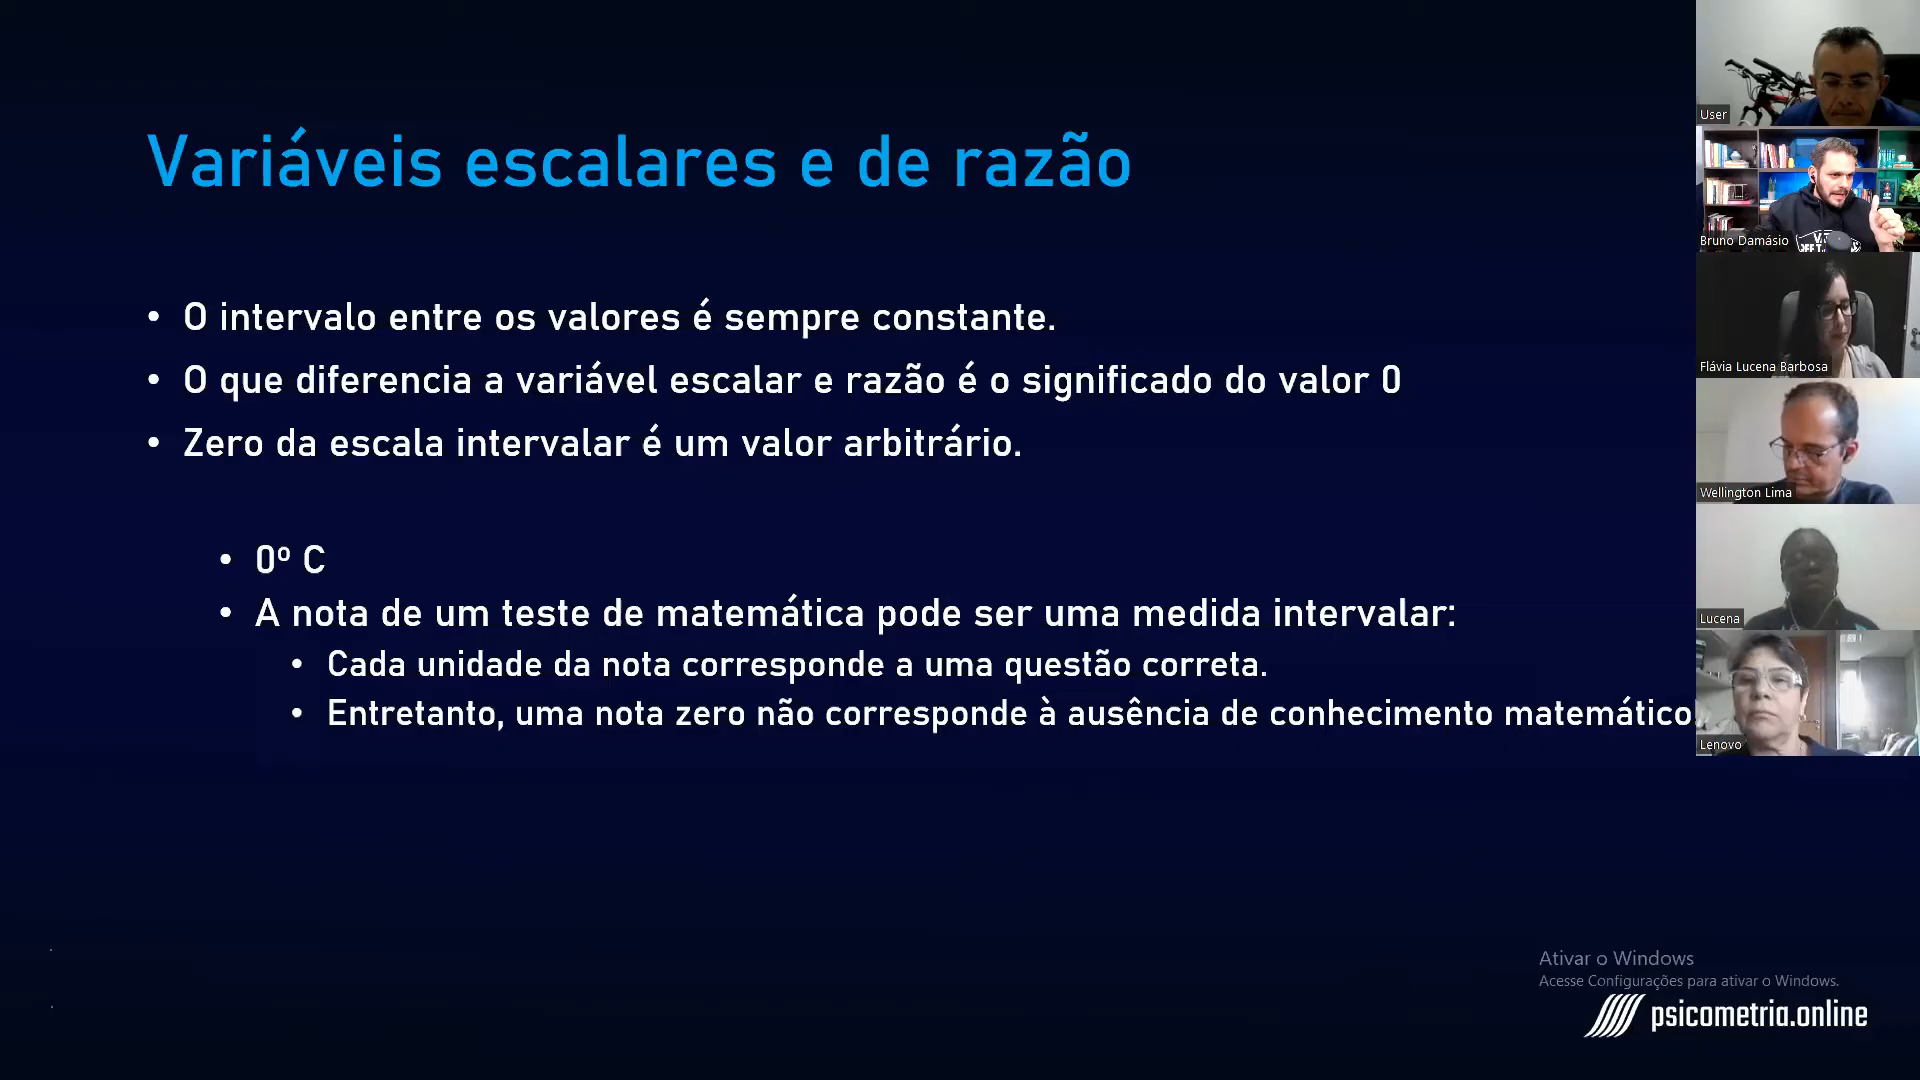 Variáveis escalares e de razão
• O intervalo entre os valores é sempre constante.
• O que diferencia a variável escalar e razão é o significado do valor 0
• Zero da escala intervalar é um valor arbitrário.
• 0º C
• A nota de um teste de matemática pode ser uma medida intervalar:
• Cada unidade da nota corresponde a uma questão correta.
• Entretanto, uma nota zero não corresponde à ausência de conhecimento matemático.
User
Bruno Damásio
Flávia Lucena Barbosa
Wellington Lima
Lucena
Lenovo
Ativar o Windows
Acesse Configurações para ativar o Windows.
psicometria.online